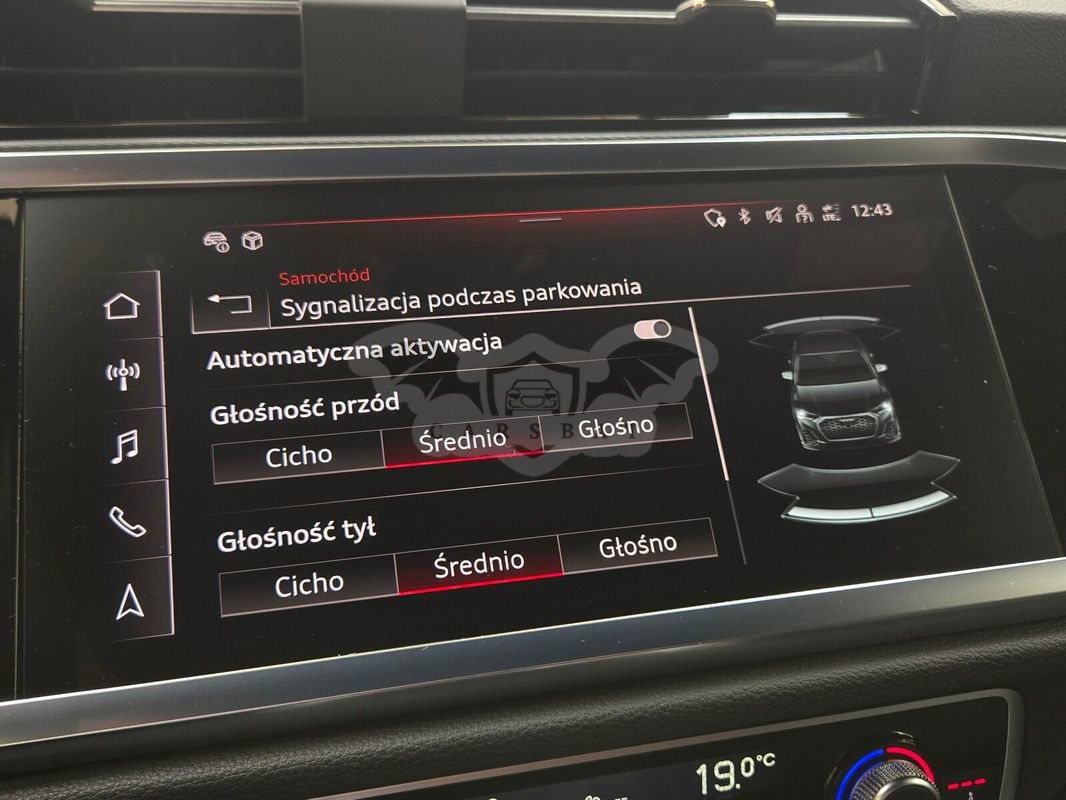 LTE 12:43
Samochód
Sygnalizacja podczas parkowania
Automatyczna aktywacja
Głośność przód
Cicho Średnio Głośno
Głośność tył
Cicho Średnio Głośno
19.0°C